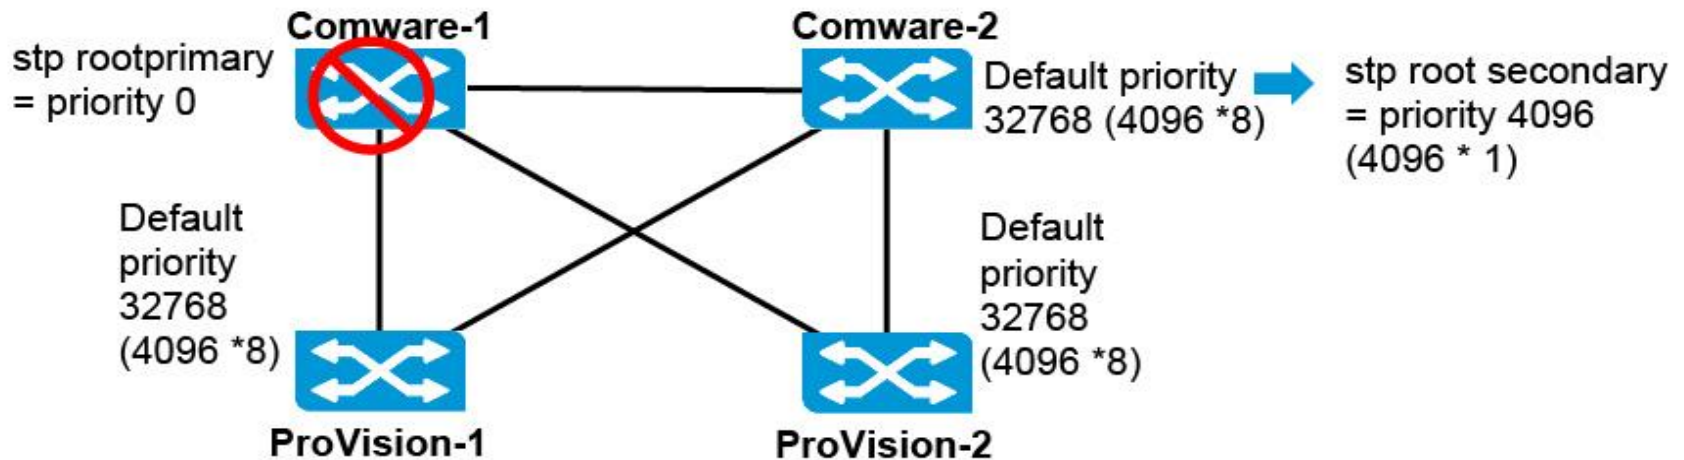 Comware-1
Comware-2
stp rootprimary
= priority 0
Default priority
32768 (4096 *8)
stp root secondary
= priority 4096
(4096 * 1)
Default
priority
32768
(4096 *8)
Default
priority
32768
(4096 *8)
ProVision-1
ProVision-2